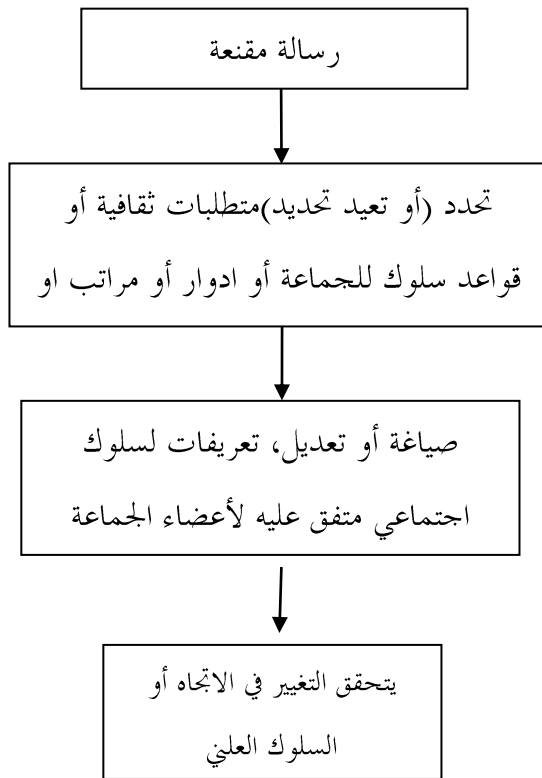 رسالة مقنعة
تحدد (أو تعيد تحديد)متطلبات ثقافية أو
قواعد سلوك للجماعة أو ادوار أو مراتب او
صياغة أو تعديل، تعريفات لسلوك
اجتماعي متفق عليه لأعضاء الجماعة
يتحقق التغيير في الاتجاه أو
السلوك العلني